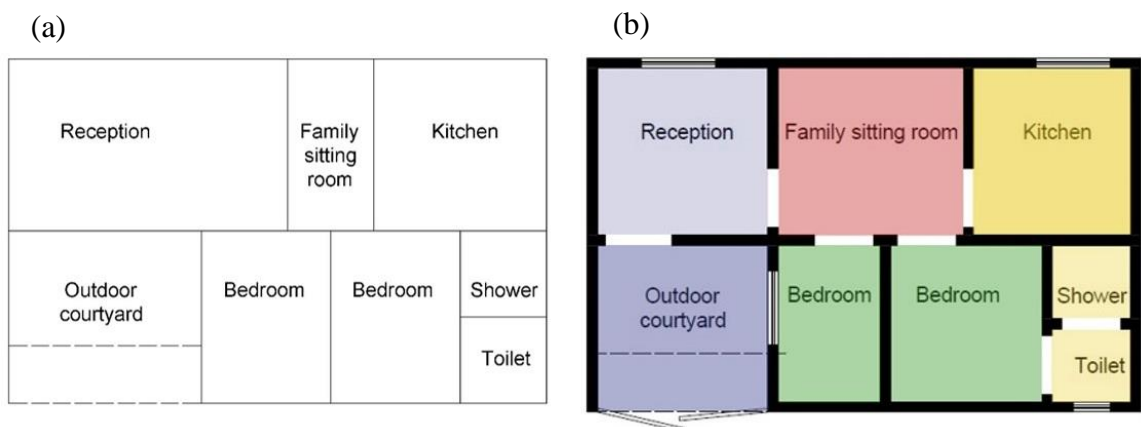 (a)
Reception
Family
sitting
room
Kitchen
Outdoor
courtyard
Bedroom
Bedroom
Shower
Toilet
(b)
Reception
Family sitting room
Kitchen
Outdoor
courtyard
Bedroom
Bedroom
Shower
Toilet